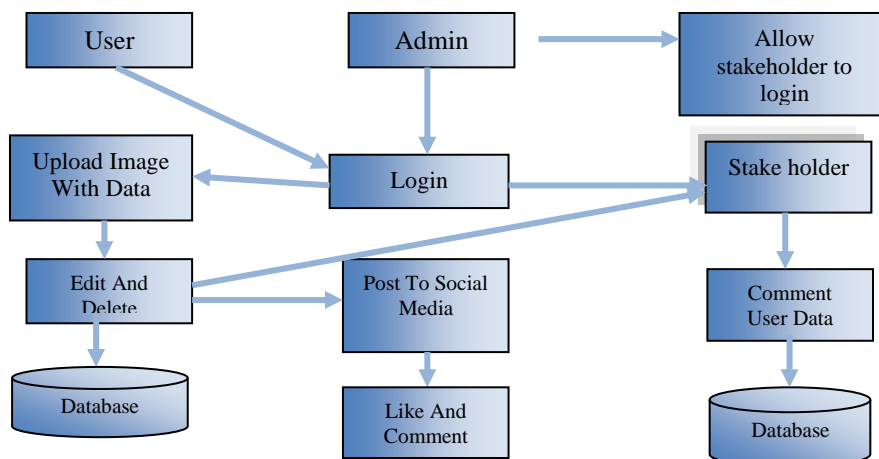 User
Admin
Allow
stakeholder to
login
Upload Image
With Data
Login
Stake holder
Edit And
Delete
Post To Social
Media
Comment
User Data
Database
Like And
Comment
Database